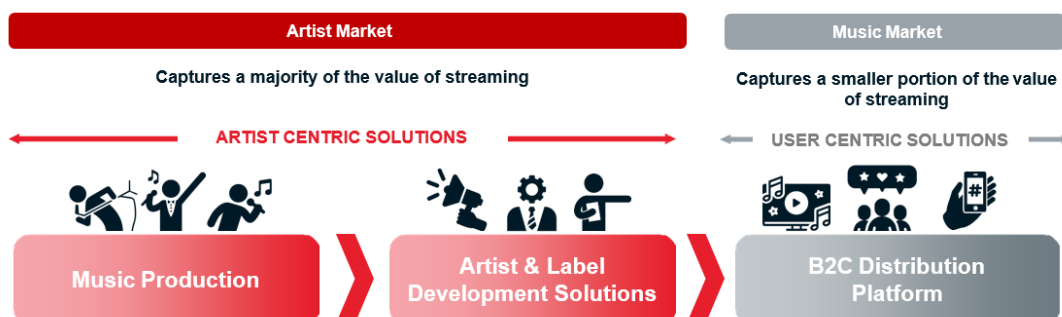 Artist Market
Music Market
Captures a majority of the value of streaming
Captures a smaller portion of the value
of streaming
ARTIST CENTRIC SOLUTIONS
USER CENTRIC SOLUTIONS
#
Music Production
Artist & Label
Development Solutions
B2C Distribution
Platform